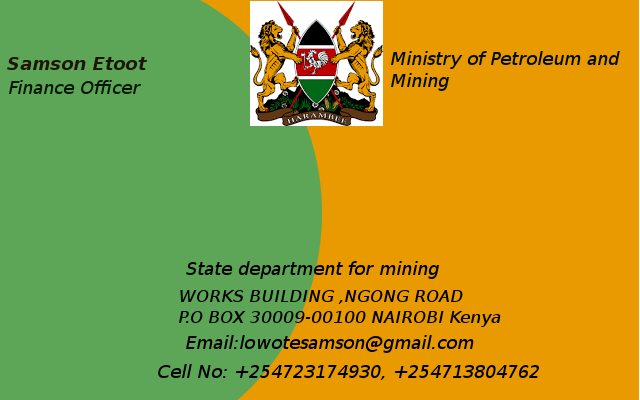 Samson Etoot
Finance Officer
HARAMBEE
Ministry of Petroleum and
Mining
State department for mining
WORKS BUILDING ,NGONG ROAD
P.O BOX 30009-00100 NAIROBI Kenya
Email:lowotesamson@gmail.com
Cell No: +254723174930, +254713804762